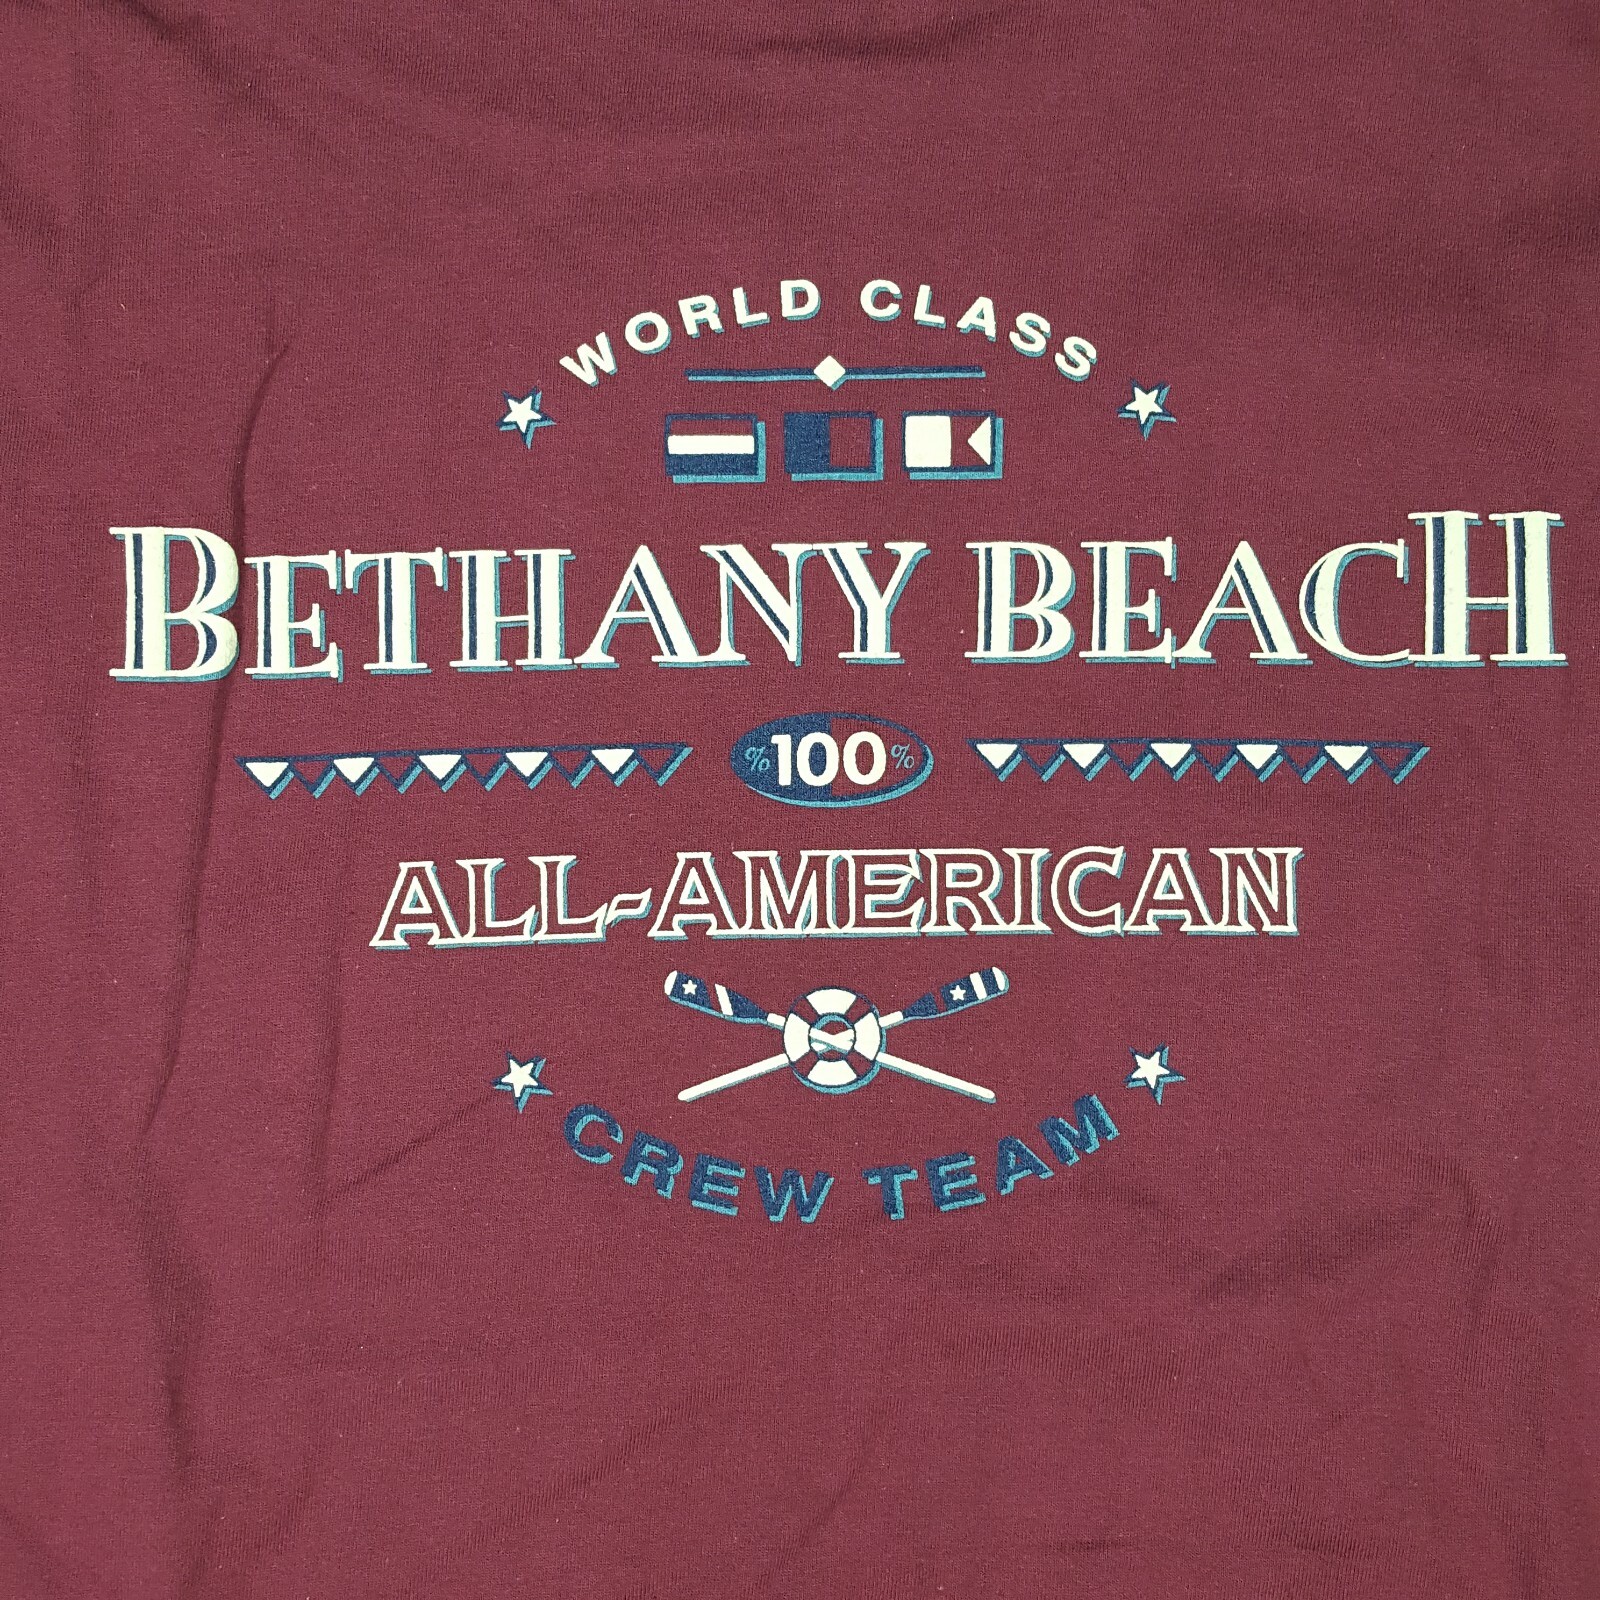 WORLD CLASS
BETHANY BEACH
%100%
ALL-AMERICAN
CREW TEAM